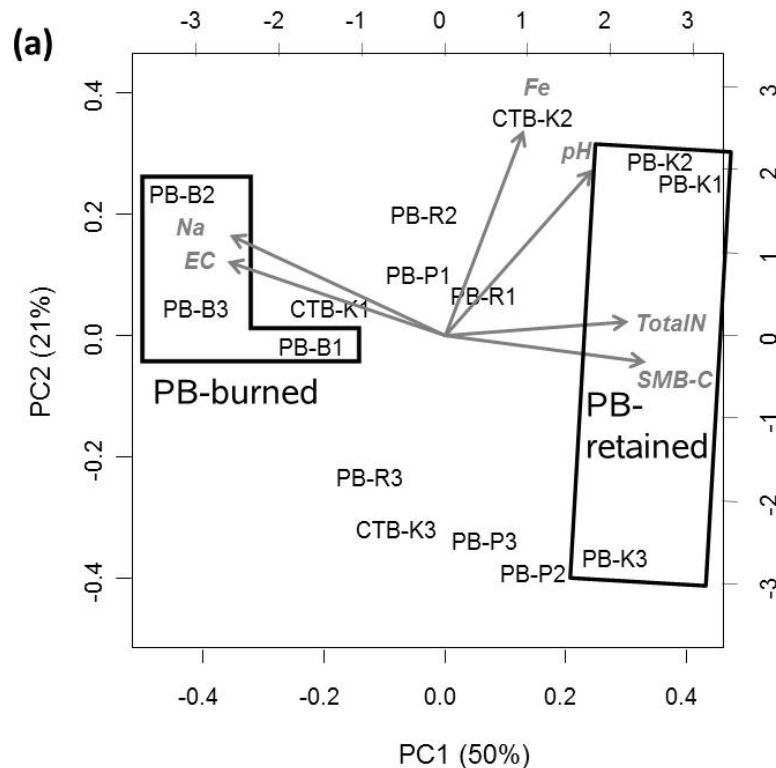 (a)
-3 -2 -1 0 1 2 3
Fe
CTB-K2
pH
PB-K2
PB-K1
PB-B2
PB-R2
Na
EC
PB-P1
PB-B3
CTB-K1
PB-R1
TotalN
PB-B1
SMB-C
PB-burned
PB-
retained
PB-R3
CTB-K3
PB-P3
PB-P2
PB-K3
0.4
0.2
0.0
-0.2
-0.4
PC2 (21%)
3
2
1
0
-1
-2
-3
-0.4 -0.2 0.0 0.2 0.4
PC1 (50%)